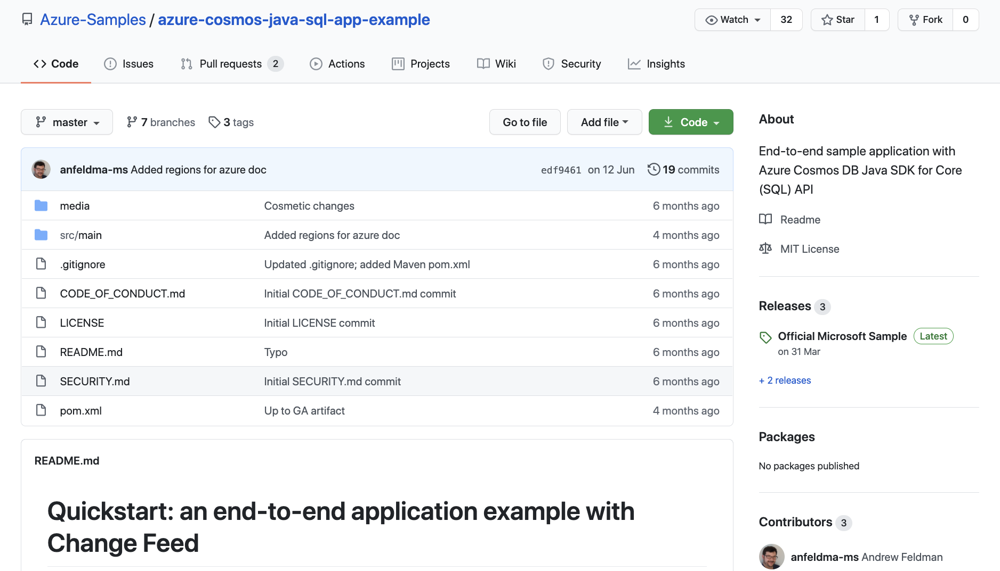 Azure-Samples / azure-cosmos-java-sql-app-example
Watch 32
Star 1
Fork 0
Code
Issues
Pull requests 2
Actions
Projects
Wiki
Security
Insights
master
7 branches
3 tags
Go to file
Add file
Code
anfeldma-ms Added regions for azure doc
edf9461 on 12 Jun
19 commits
media Cosmetic changes 6 months ago
src/main Added regions for azure doc 4 months ago
.gitignore Updated .gitignore; added Maven pom.xml 6 months ago
CODE_OF_CONDUCT.md Initial CODE_OF_CONDUCT.md commit 6 months ago
LICENSE Initial LICENSE commit 6 months ago
README.md Typo 6 months ago
SECURITY.md Initial SECURITY.md commit 6 months ago
pom.xml Up to GA artifact 4 months ago
README.md
Quickstart: an end-to-end application example with
Change Feed
About
End-to-end sample application with
Azure Cosmos DB Java SDK for Core
(SQL) API
Readme
MIT License
Releases 3
Official Microsoft Sample Latest
on 31 Mar
+ 2 releases
Packages
No packages published
Contributors 3
anfeldma-ms Andrew Feldman